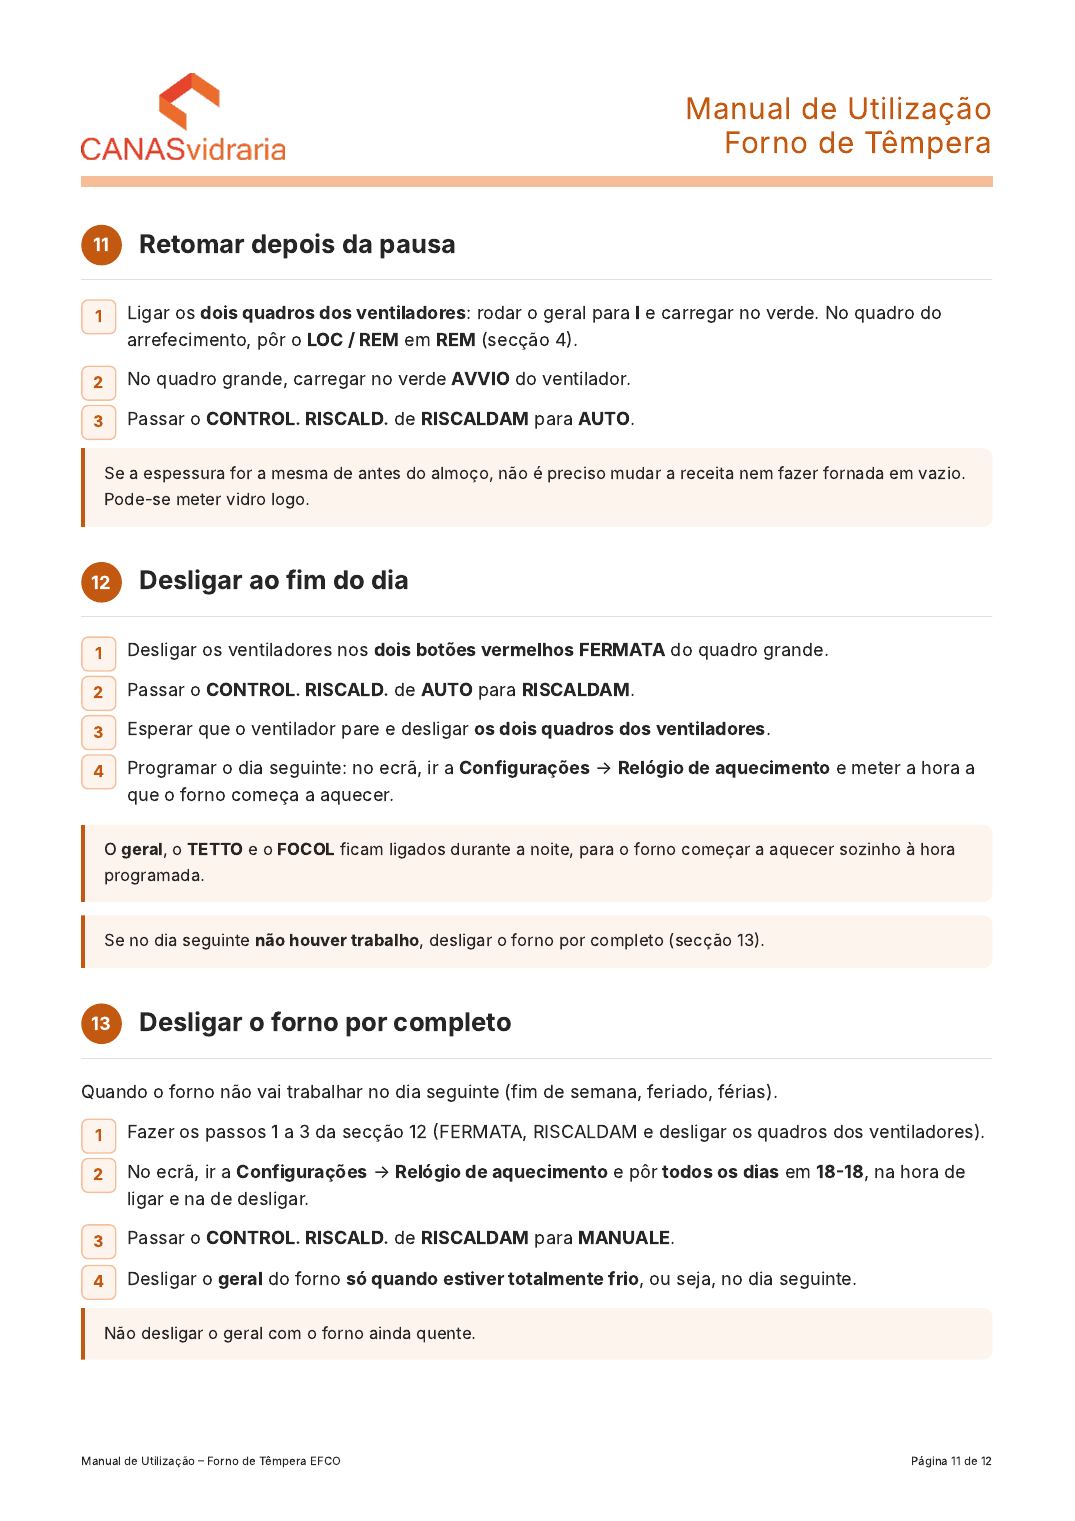 CANASvidraria
Manual de Utilização
Forno de Têmpera
11 Retomar depois da pausa
1 Ligar os dois quadros dos ventiladores: rodar o geral para I e carregar no verde. No quadro do
arrefecimento, pôr o LOC / REM em REM (secção 4).
2 No quadro grande, carregar no verde AVVIO do ventilador.
3 Passar o CONTROL. RISCALD. de RISCALDAM para AUTO.
Se a espessura for a mesma de antes do almoço, não é preciso mudar a receita nem fazer fornada em vazio.
Pode-se meter vidro logo.
12 Desligar ao fim do dia
1 Desligar os ventiladores nos dois botões vermelhos FERMATA do quadro grande.
2 Passar o CONTROL. RISCALD. de AUTO para RISCALDAM.
3 Esperar que o ventilador pare e desligar os dois quadros dos ventiladores.
4 Programar o dia seguinte: no ecrã, ir a Configurações → Relógio de aquecimento e meter a hora a
que o forno começa a aquecer.
O geral, o TETTO e o FOCOL ficam ligados durante a noite, para o forno começar a aquecer sozinho à hora
programada.
Se no dia seguinte não houver trabalho, desligar o forno por completo (secção 13).
13 Desligar o forno por completo
Quando o forno não vai trabalhar no dia seguinte (fim de semana, feriado, férias).
1 Fazer os passos 1 a 3 da secção 12 (FERMATA, RISCALDAM e desligar os quadros dos ventiladores).
2 No ecrã, ir a Configurações → Relógio de aquecimento e pôr todos os dias em 18-18, na hora de
ligar e na de desligar.
3 Passar o CONTROL. RISCALD. de RISCALDAM para MANUALE.
4 Desligar o geral do forno só quando estiver totalmente frio, ou seja, no dia seguinte.
Não desligar o geral com o forno ainda quente.
Manual de Utilização – Forno de Têmpera EFCO
Página 11 de 12